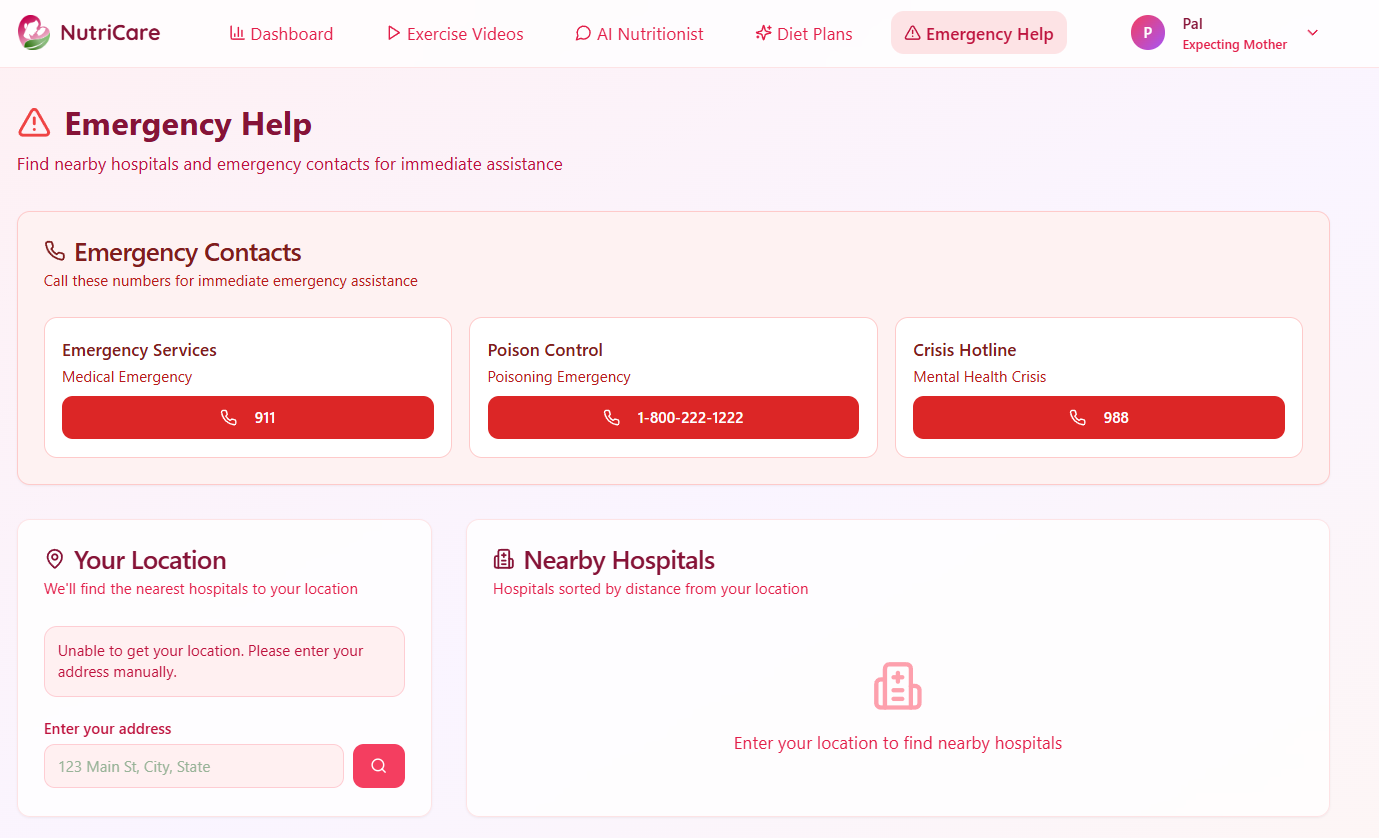 NutriCare
Dashboard
Exercise Videos
AI Nutritionist
Diet Plans
Emergency Help
P
Pal
Expecting Mother
Emergency Help
Find nearby hospitals and emergency contacts for immediate assistance
Emergency Contacts
Call these numbers for immediate emergency assistance
Emergency Services
Medical Emergency
911
Poison Control
Poisoning Emergency
1-800-222-1222
Crisis Hotline
Mental Health Crisis
988
Your Location
We'll find the nearest hospitals to your location
Unable to get your location. Please enter your
address manually.
Enter your address
123 Main St, City, State
Nearby Hospitals
Hospitals sorted by distance from your location
Enter your location to find nearby hospitals